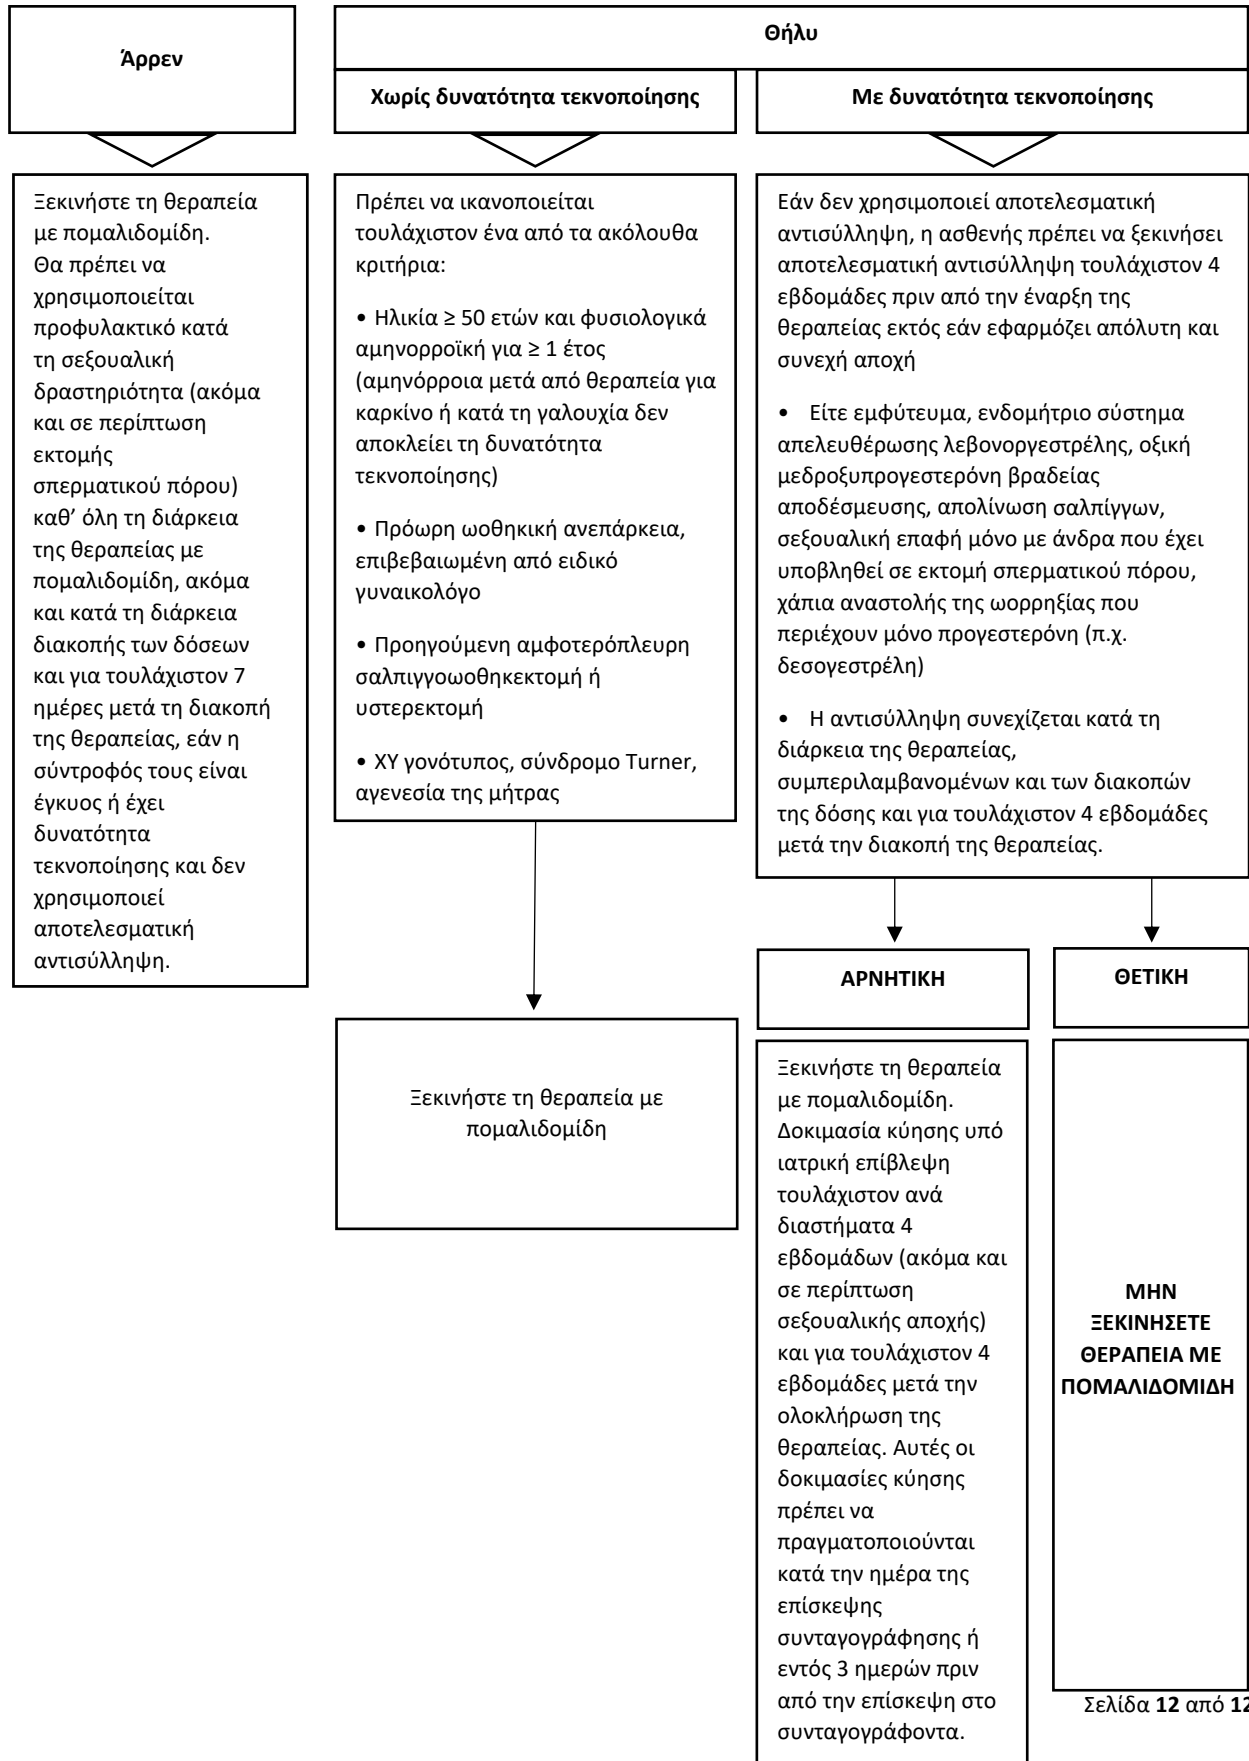 Άρρεν
Θήλυ
Χωρίς δυνατότητα τεκνοποίησης
Με δυνατότητα τεκνοποίησης
Ξεκινήστε τη θεραπεία
με πομαλιδομίδη.
Θα πρέπει να
χρησιμοποιείται
προφυλακτικό κατά
τη σεξουαλική
δραστηριότητα (ακόμα
και σε περίπτωση
εκτομής
σπερματικού πόρου)
καθ’ όλη τη διάρκεια
της θεραπείας με
πομαλιδομίδη, ακόμα
και κατά τη διάρκεια
διακοπής των δόσεων
και για τουλάχιστον 7
ημέρες μετά τη διακοπή
της θεραπείας, εάν η
σύντροφός τους είναι
έγκυος ή έχει
δυνατότητα
τεκνοποίησης και δεν
χρησιμοποιεί
αποτελεσματική
αντισύλληψη.
Πρέπει να ικανοποιείται
τουλάχιστον ένα από τα ακόλουθα
κριτήρια:
• Ηλικία ≥ 50 ετών και φυσιολογικά
αμηνορροϊκή για ≥ 1 έτος
(αμηνόρροια μετά από θεραπεία για
καρκίνο ή κατά τη γαλουχία δεν
αποκλείει τη δυνατότητα
τεκνοποίησης)
• Πρόωρη ωοθηκική ανεπάρκεια,
επιβεβαιωμένη από ειδικό
γυναικολόγο
• Προηγούμενη αμφοτερόπλευρη
σαλπιγγοωοθηκεκτομή ή
υστερεκτομή
• XY γονότυπος, σύνδρομο Turner,
αγενεσία της μήτρας
Ξεκινήστε τη θεραπεία με
πομαλιδομίδη
Εάν δεν χρησιμοποιεί αποτελεσματική
αντισύλληψη, η ασθενής πρέπει να ξεκινήσει
αποτελεσματική αντισύλληψη τουλάχιστον 4
εβδομάδες πριν από την έναρξη της
θεραπείας εκτός εάν εφαρμόζει απόλυτη και
συνεχή αποχή
• Είτε εμφύτευμα, ενδομήτριο σύστημα
απελευθέρωσης λεβονοργεστρέλης, οξική
μεδροξυπρογεστερόνη βραδείας
αποδέσμευσης, απολίνωση σαλπίγγων,
σεξουαλική επαφή μόνο με άνδρα που έχει
υποβληθεί σε εκτομή σπερματικού πόρου,
χάπια αναστολής της ωορρηξίας που
περιέχουν μόνο προγεστερόνη (π.χ.
δεσογεστρέλη)
• Η αντισύλληψη συνεχίζεται κατά τη
διάρκεια της θεραπείας,
συμπεριλαμβανομένων και των διακοπών
της δόσης και για τουλάχιστον 4 εβδομάδες
μετά την διακοπή της θεραπείας.
ΑΡΝΗΤΙΚΗ
ΘΕΤΙΚΗ
Ξεκινήστε τη θεραπεία
με πομαλιδομίδη.
Δοκιμασία κύησης υπό
ιατρική επίβλεψη
τουλάχιστον ανά
διαστήματα 4
εβδομάδων (ακόμα και
σε περίπτωση
σεξουαλικής αποχής)
και για τουλάχιστον 4
εβδομάδες μετά την
ολοκλήρωση της
θεραπείας. Αυτές οι
δοκιμασίες κύησης
πρέπει να
πραγματοποιούνται
κατά την ημέρα της
επίσκεψης
συνταγογράφησης ή
εντός 3 ημερών πριν
από την επίσκεψη στο
συνταγογράφοντα.
ΜΗΝ
ΞΕΚΙΝΗΣΕΤΕ
ΘΕΡΑΠΕΙΑ ΜΕ
ΠΟΜΑΛΙΔΟΜΙΔΗ
Σελίδα 12 από 12